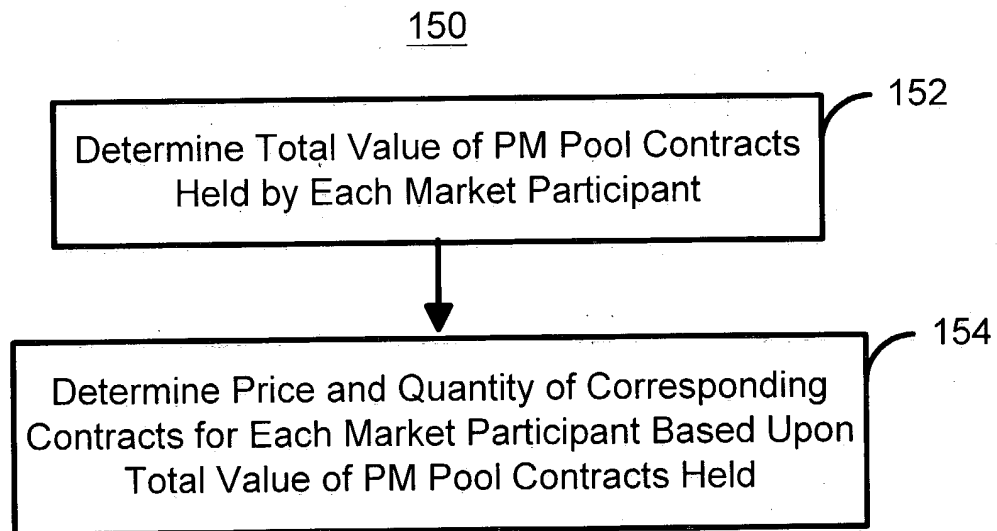 150
152
Determine Total Value of PM Pool Contracts
Held by Each Market Participant
154
Determine Price and Quantity of Corresponding
Contracts for Each Market Participant Based Upon
Total Value of PM Pool Contracts Held